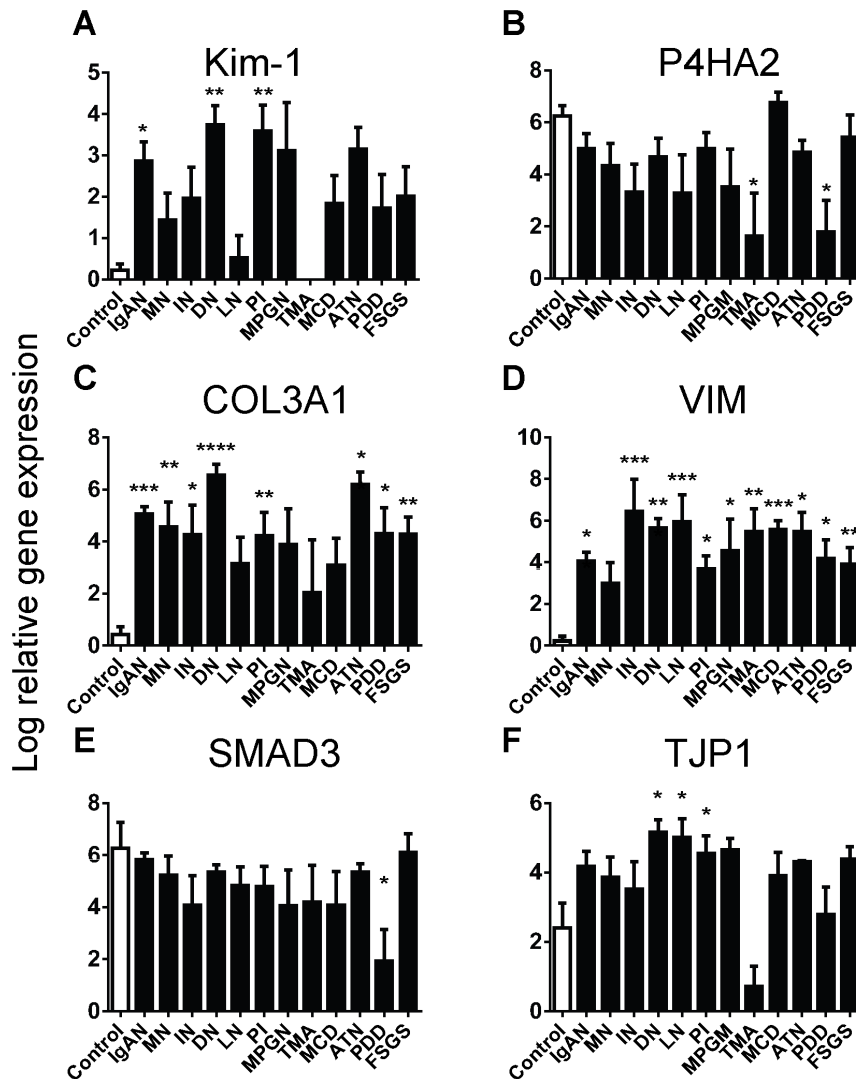 A
Kim-1
5
4
3
2
1
0
* ** **
Control IgAN MN IN DN LN PI MPGN TMA MCD ATN PDD FSGS
B
P4HA2
8
6
4
2
0
* *
Control IgAN MN IN DN LN PI MPGM TMA MCD ATN PDD FSGS
Log relative gene expression
C
COL3A1
8
6
4
2
0
*** ** * **** ** * * **
Control IgAN MN IN DN LN PI MPGN TMA MCD ATN PDD FSGS
D
VIM
10
8
6
4
2
0
* *** ** *** * * ** *** * * **
Control IgAN MN IN DN LN PI MPGN TMA MCD ATN PDD FSGS
E
SMAD3
8
6
4
2
0
*
Control IgAN MN IN DN LN PI MPGN TMA MCD ATN PDD FSGS
F
TJP1
6
4
2
0
* * *
Control IgAN MN IN DN LN PI MPGM TMA MCD ATN PDD FSGS